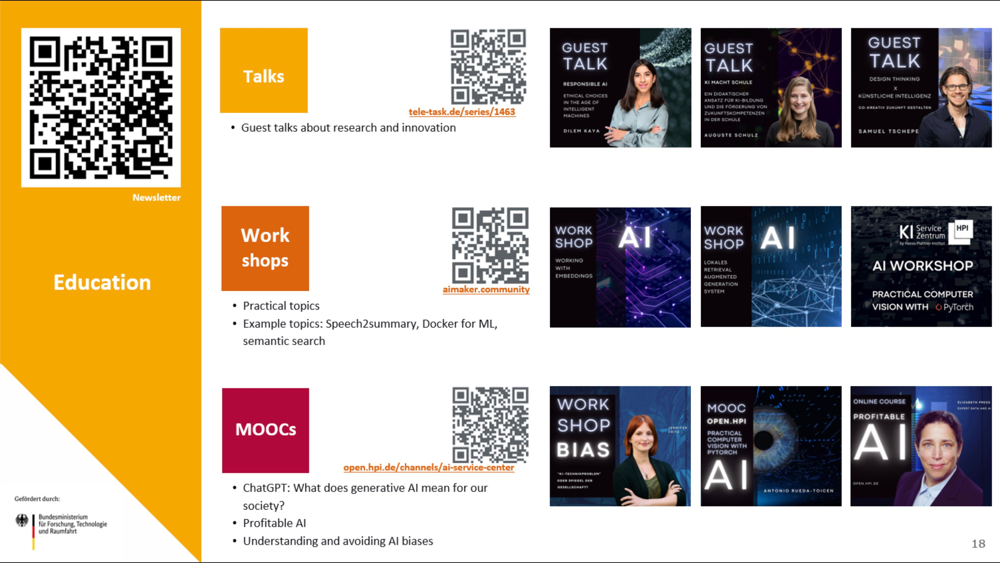 Newsletter
Education
Gefördert durch:
Bundesministerium
für Forschung, Technologie
und Raumfahrt
Talks
tele-task.de/series/1463
• Guest talks about research and innovation
GUEST
TALK
RESPONSIBLE AI
ETHICAL CHOICES
IN THE AGE OF
INTELLIGENT
MACHINES
DILEM KAYA
GUEST
TALK
KI MACHT SCHULE
EIN DIDAKTISCHER
ANSATZ FÜR KI-BILDUNG
UND DIE FÖRDERUNG VON
ZUKUNFTSKOMPETENZEN
IN DER SCHULE
AUGUSTE SCHULZ
GUEST
TALK
DESIGN THINKING
X
KÜNSTLICHE INTELLIGENZ
CO-KREATIV ZUKUNFT GESTALTEN
SAMUEL TSCHEPE
Work
shops
aimaker.community
• Practical topics
• Example topics: Speech2summary, Docker for ML,
semantic search
WORK
SHOP
AI
WORKING
WITH
EMBEDDINGS
WORK
SHOP
AI
LOKALES
RETRIEVAL
AUGMENTED
GENERATION
SYSTEM
KI Service
Zentrum
by Hasso-Plattner-Institut
HPI
AI WORKSHOP
PRACTICAL COMPUTER
VISION WITH PyTorch
MOOCs
open.hpi.de/channels/ai-service-center
• ChatGPT: What does generative AI mean for our
society?
• Profitable AI
• Understanding and avoiding AI biases
WORK
SHOP
BIAS
JENNIFER
FRITZ
"KI-TECHNIKPROBLEM"
ODER SPIEGEL DER
GESELLSCHAFT?
MOOC
OPEN.HPI
PRACTICAL
COMPUTER
VISION WITH
PYTORCH
AI
ANTONIO RUEDA-TOICEN
ONLINE COURSE
PROFITABLE
AI
ELIZABETH PRESS
EXPERT DATA AND AI
OPEN.HPI.DE
18